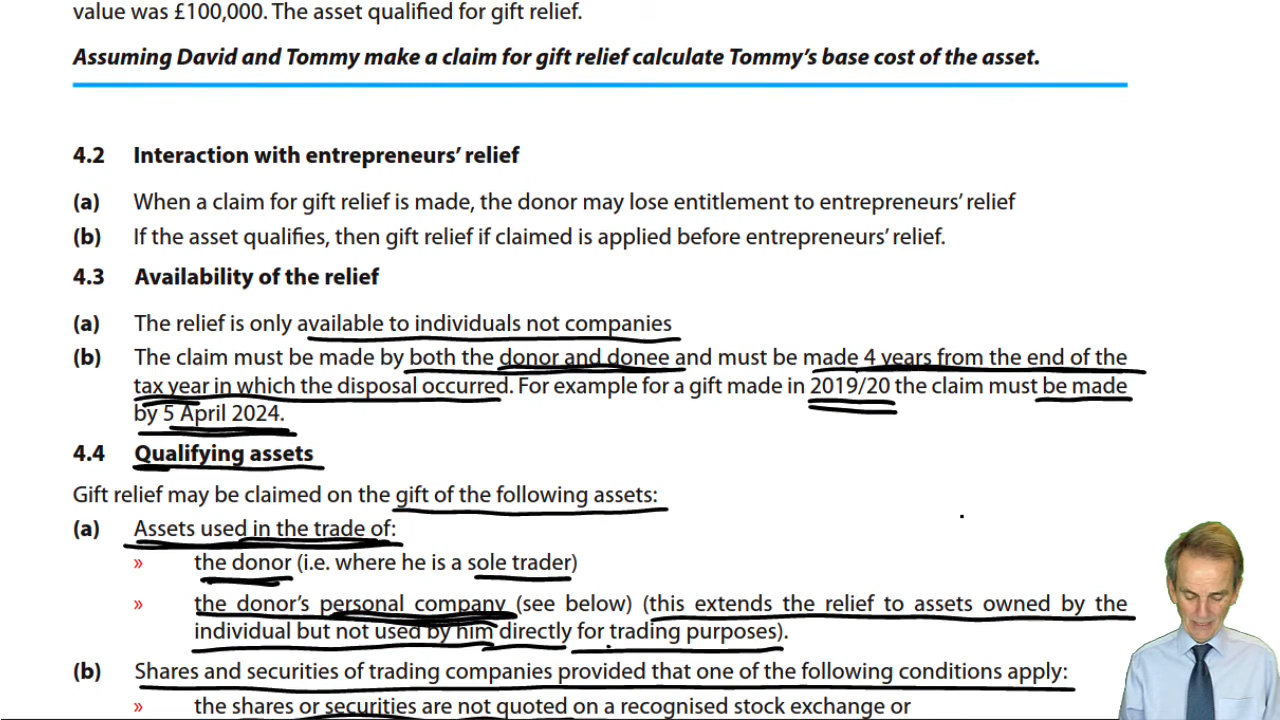 value was £100,000. The asset qualified for gift relief.
Assuming David and Tommy make a claim for gift relief calculate Tommy's base cost of the asset.
4.2 Interaction with entrepreneurs' relief
(a) When a claim for gift relief is made, the donor may lose entitlement to entrepreneurs' relief
(b) If the asset qualifies, then gift relief if claimed is applied before entrepreneurs' relief.
4.3 Availability of the relief
(a) The relief is only available to individuals not companies
(b) The claim must be made by both the donor and donee and must be made 4 years from the end of the
tax year in which the disposal occurred. For example for a gift made in 2019/20 the claim must be made
by 5 April 2024.
4.4 Qualifying assets
Gift relief may be claimed on the gift of the following assets:
(a) Assets used in the trade of:
» the donor (i.e. where he is a sole trader)
» the donor's personal company (see below) (this extends the relief to assets owned by the
individual but not used by him directly for trading purposes).
(b) Shares and securities of trading companies provided that one of the following conditions apply:
» the shares or securities are not quoted on a recognised stock exchange or